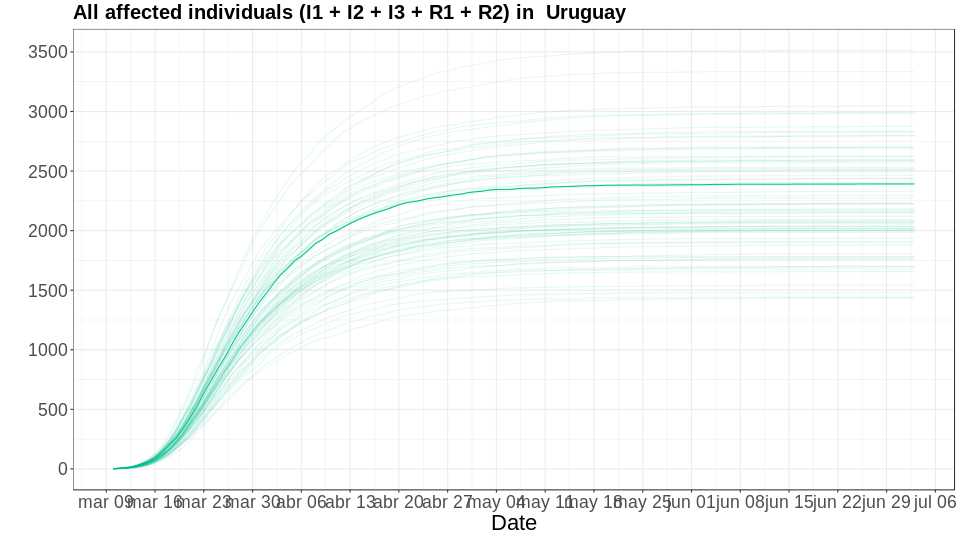 All affected individuals (I1 + I2 + I3 + R1 + R2) in  Uruguay
3500
3000
2500
2000
1500
1000
500
0
mar 09 mar 16 mar 23 mar 30 abr 06 abr 13 abr 20 abr 27 may 04 may 11 may 18 may 25 jun 01 jun 08 jun 15 jun 22 jun 29 jul 06
Date